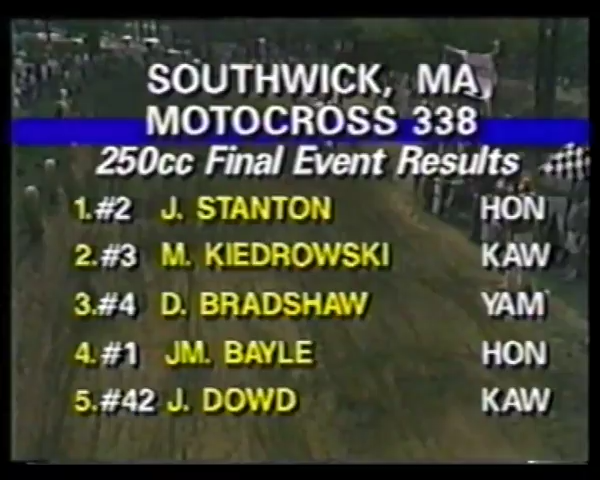 SOUTHWICK, MA
MOTOCROSS 338
250cc Final Event Results
1. #2 J. STANTON HON
2. #3 M. KIEDROWSKI KAW
3. #4 D. BRADSHAW YAM
4. #1 JM. BAYLE HON
5. #42 J. DOWD KAW